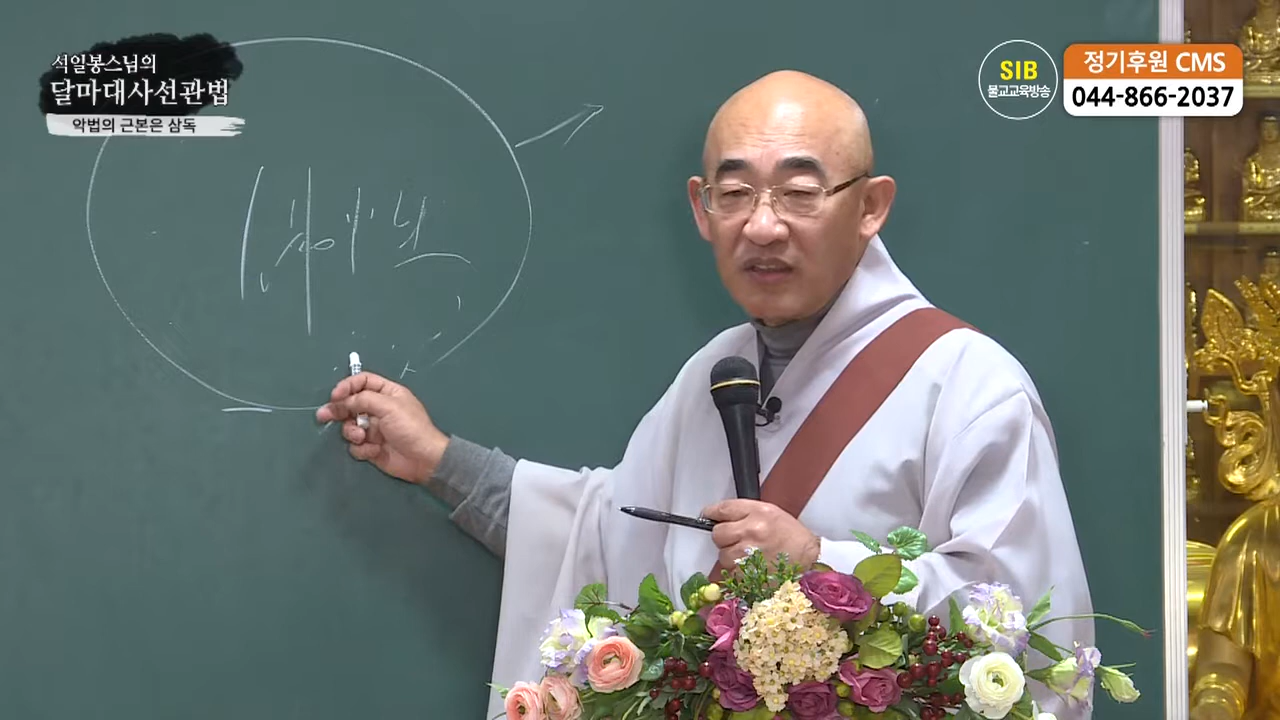 석일봉스님의
달마대사선관법
악법의 근본은 삼독
SIB
불교교육방송
정기후원 CMS
044-866-2037